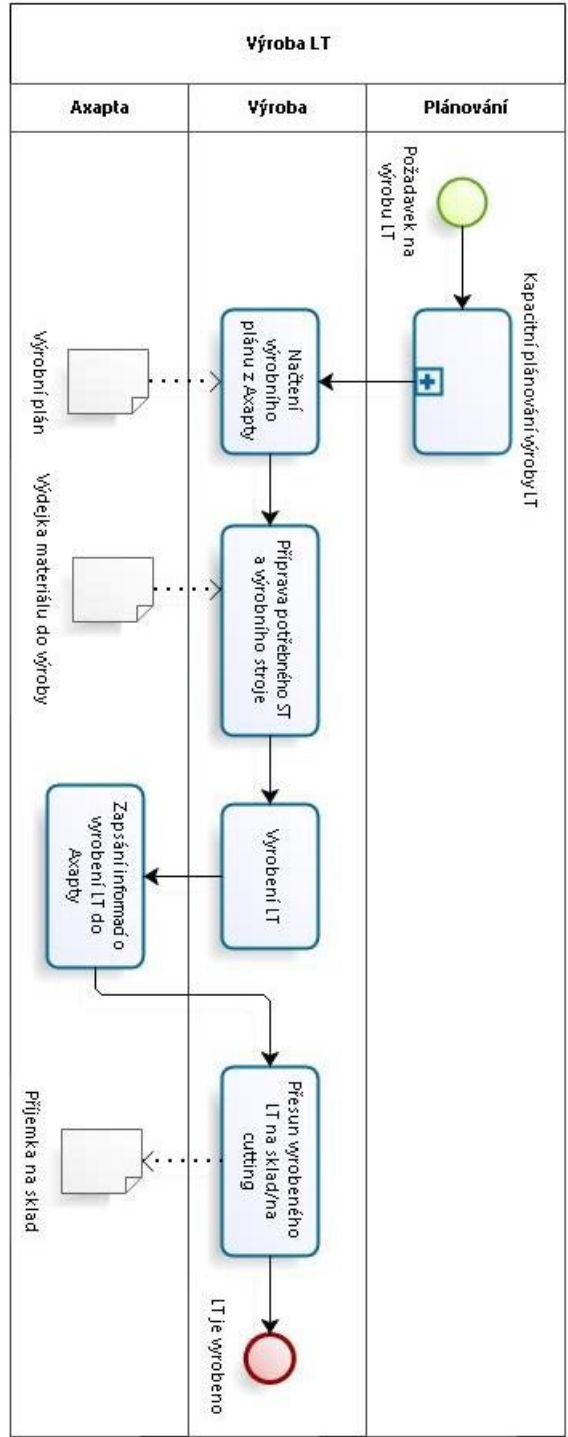 Výroba LT
Plánování
Výroba
Axapta
Požadavek na
výrobu LT
Kapacitní plánování výroby LT
Načtení
výrobního
plánu z Axapty
Výrobní plán
Příprava potřebného ST
a výrobního stroje
Výdejka materiálu do výroby
Vyrobení LT
Zapsání informací o
vyrobení LT do
Axapty
Přesun vyrobeného
LT na sklad/na
cutting
Příjemka na sklad
LT je vyrobeno